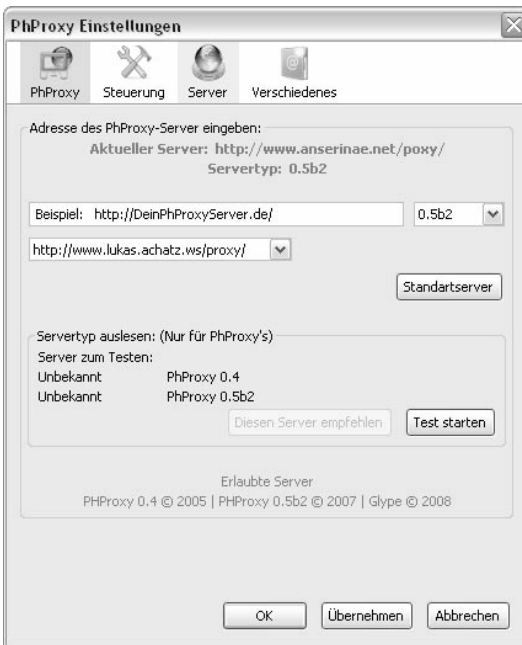 PhProxy Einstellungen
PhProxy Steuerung Server Verschiedenes
Adresse des PhProxy-Server eingeben:
Aktueller Server: http://www.anserinae.net/poxy/
Servertyp: 0.5b2
Beispiel: http://DeinPhProxyServer.de/ 0.5b2
http://www.lukas.achatz.ws/proxy/
Standartserver
Servertyp auslesen: (Nur für PhProxy's)
Server zum Testen:
Unbekannt PhProxy 0.4
Unbekannt PhProxy 0.5b2
Diesen Server empfehlen Test starten
Erlaubte Server
PHProxy 0.4 © 2005 | PHProxy 0.5b2 © 2007 | Glype © 2008
OK Übernehmen Abbrechen